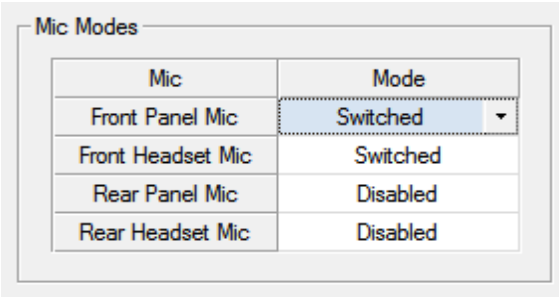 Mic Modes
Mic Mode
Front Panel Mic Switched
Front Headset Mic Switched
Rear Panel Mic Disabled
Rear Headset Mic Disabled